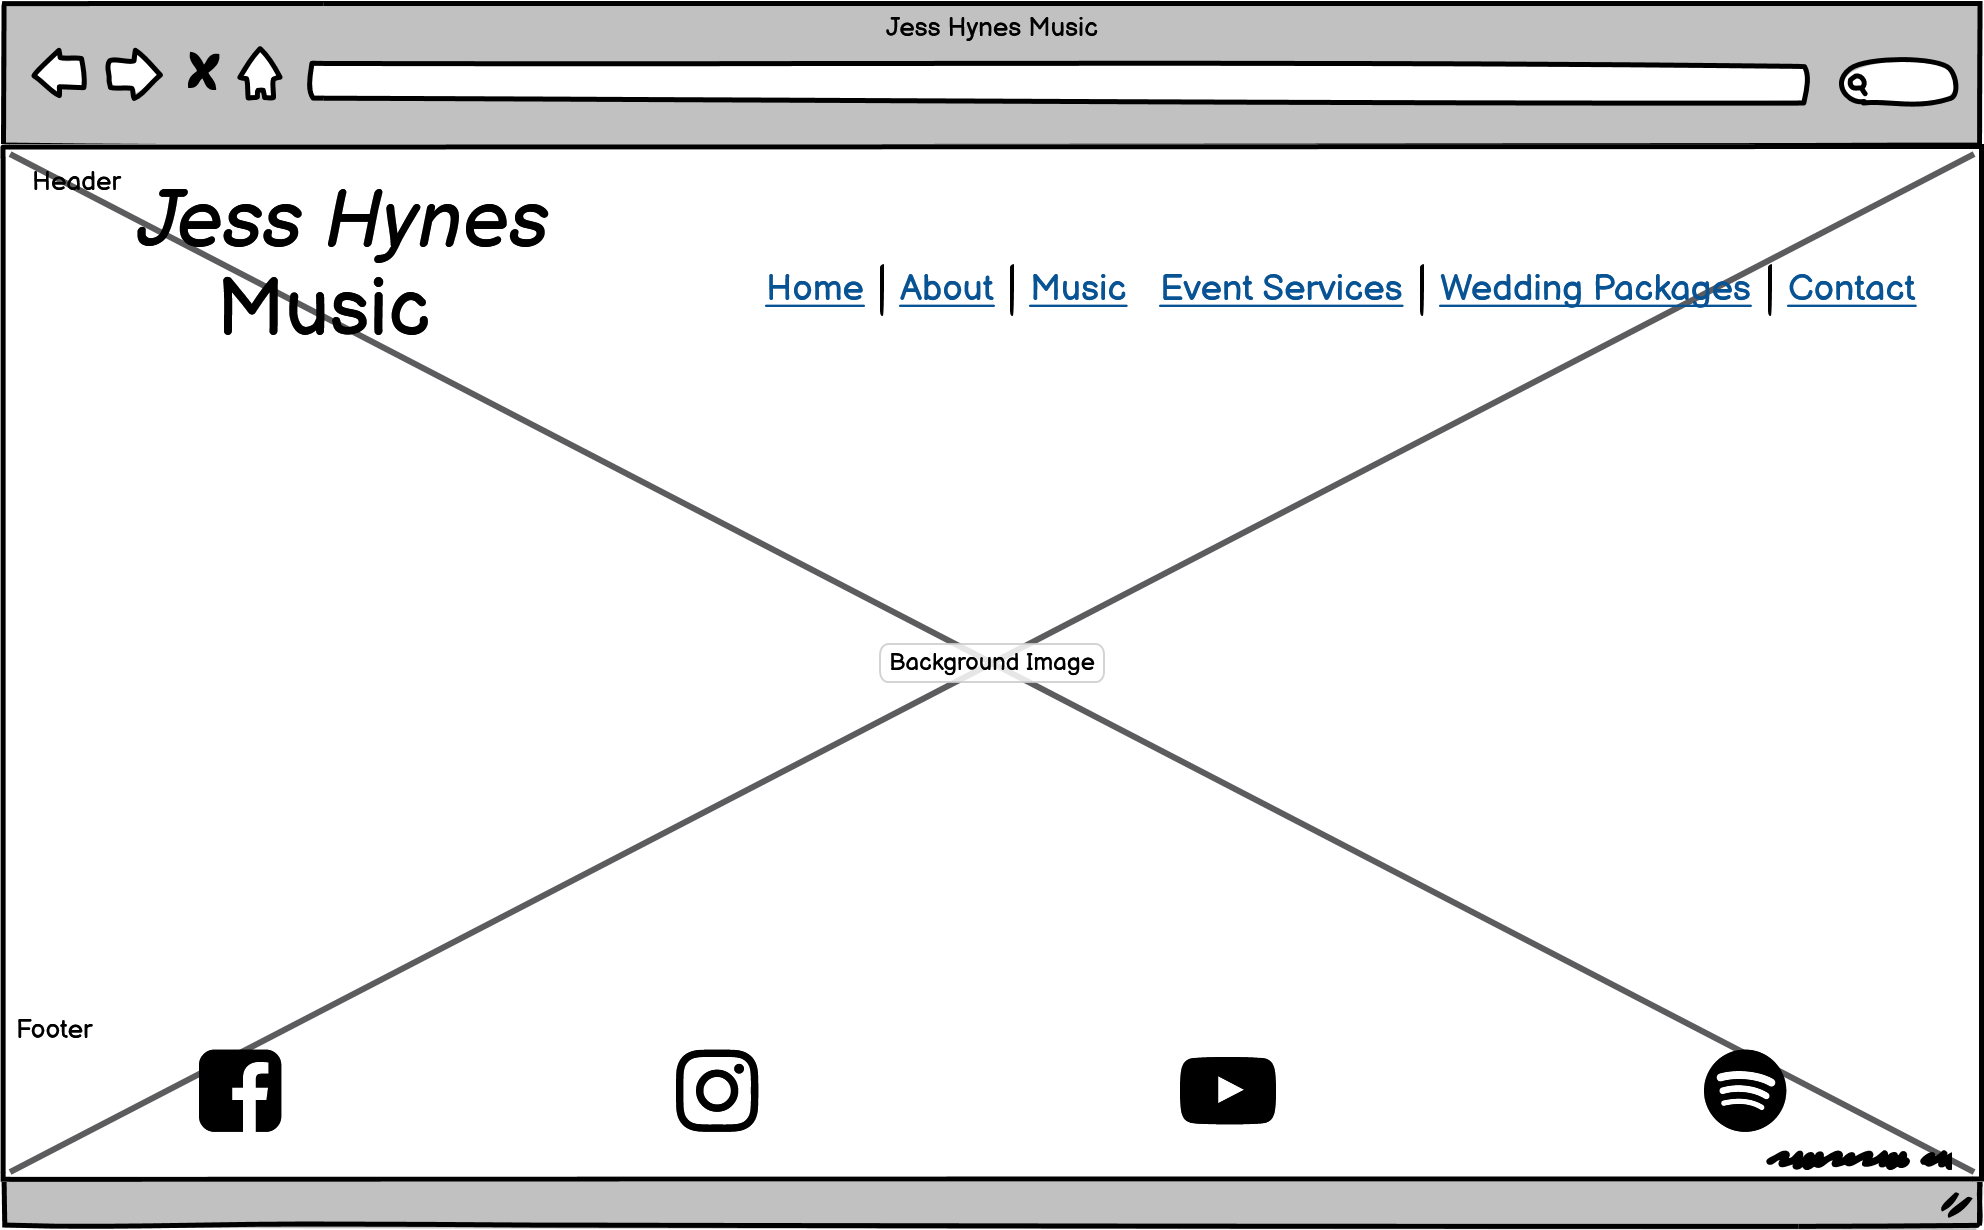 Jess Hynes Music
Header
Jess Hynes
Music
Home | About | Music Event Services | Wedding Packages | Contact
Background Image
Footer